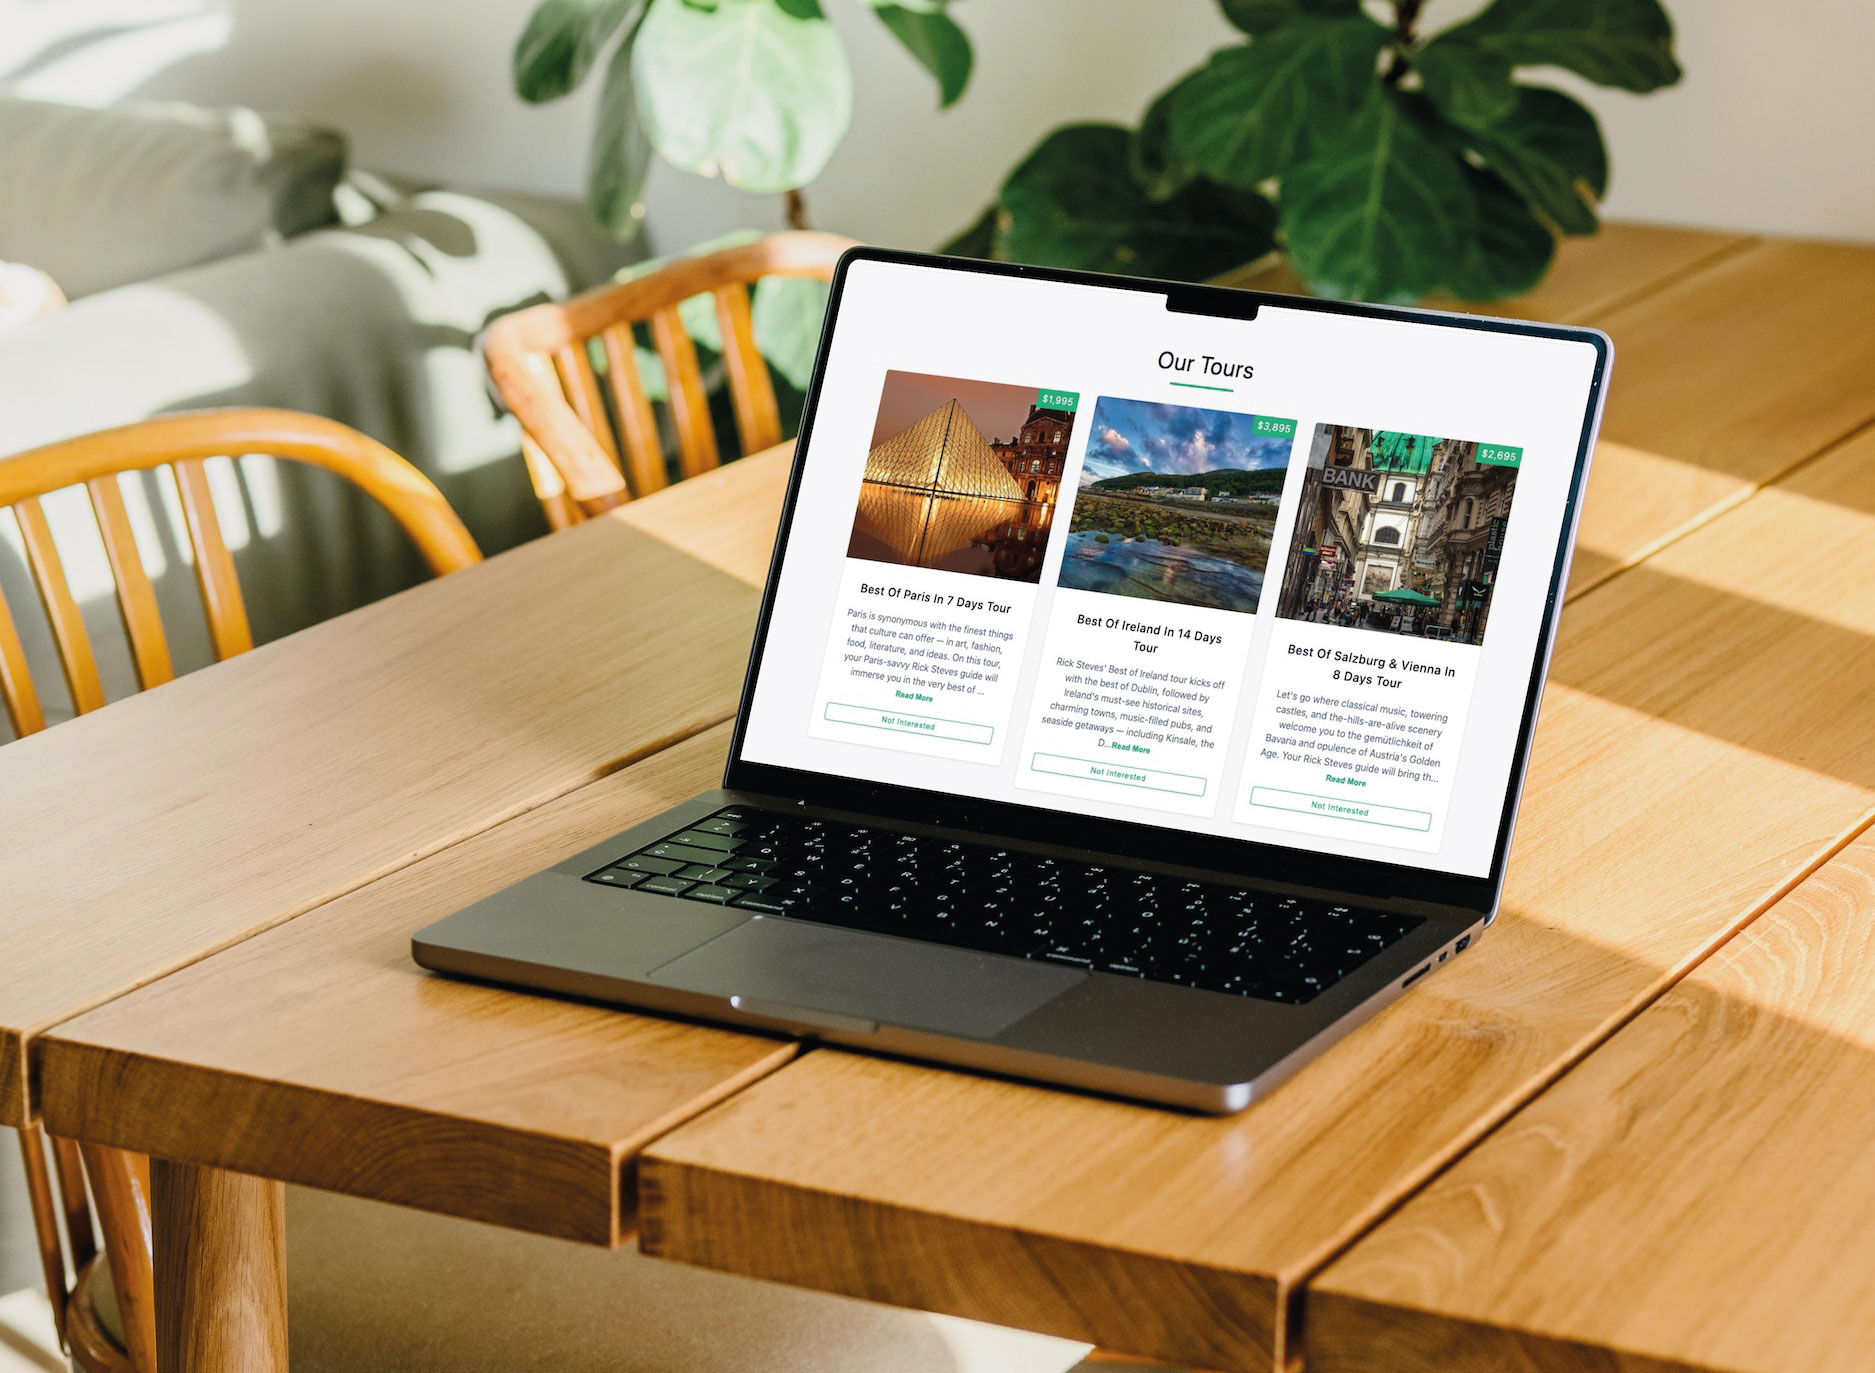 Our Tours
$1,995
Best Of Paris In 7 Days Tour
Paris is synonymous with the finest things
that culture can offer — in art, fashion,
food, literature, and ideas. On this tour,
your Paris-savvy Rick Steves guide will
immerse you in the very best of ...
Read More
Not Interested
$3,895
Best Of Ireland In 14 Days
Tour
Rick Steves' Best of Ireland tour kicks off
with the best of Dublin, followed by
Ireland's must-see historical sites,
charming towns, music-filled pubs, and
seaside getaways — including Kinsale, the
D...Read More
Not Interested
$2,695
BANK
Best Of Salzburg & Vienna In
8 Days Tour
Let's go where classical music, towering
castles, and the-hills-are-alive scenery
welcome you to the gemütlichkeit of
Bavaria and opulence of Austria's Golden
Age. Your Rick Steves guide will bring th...
Read More
Not Interested